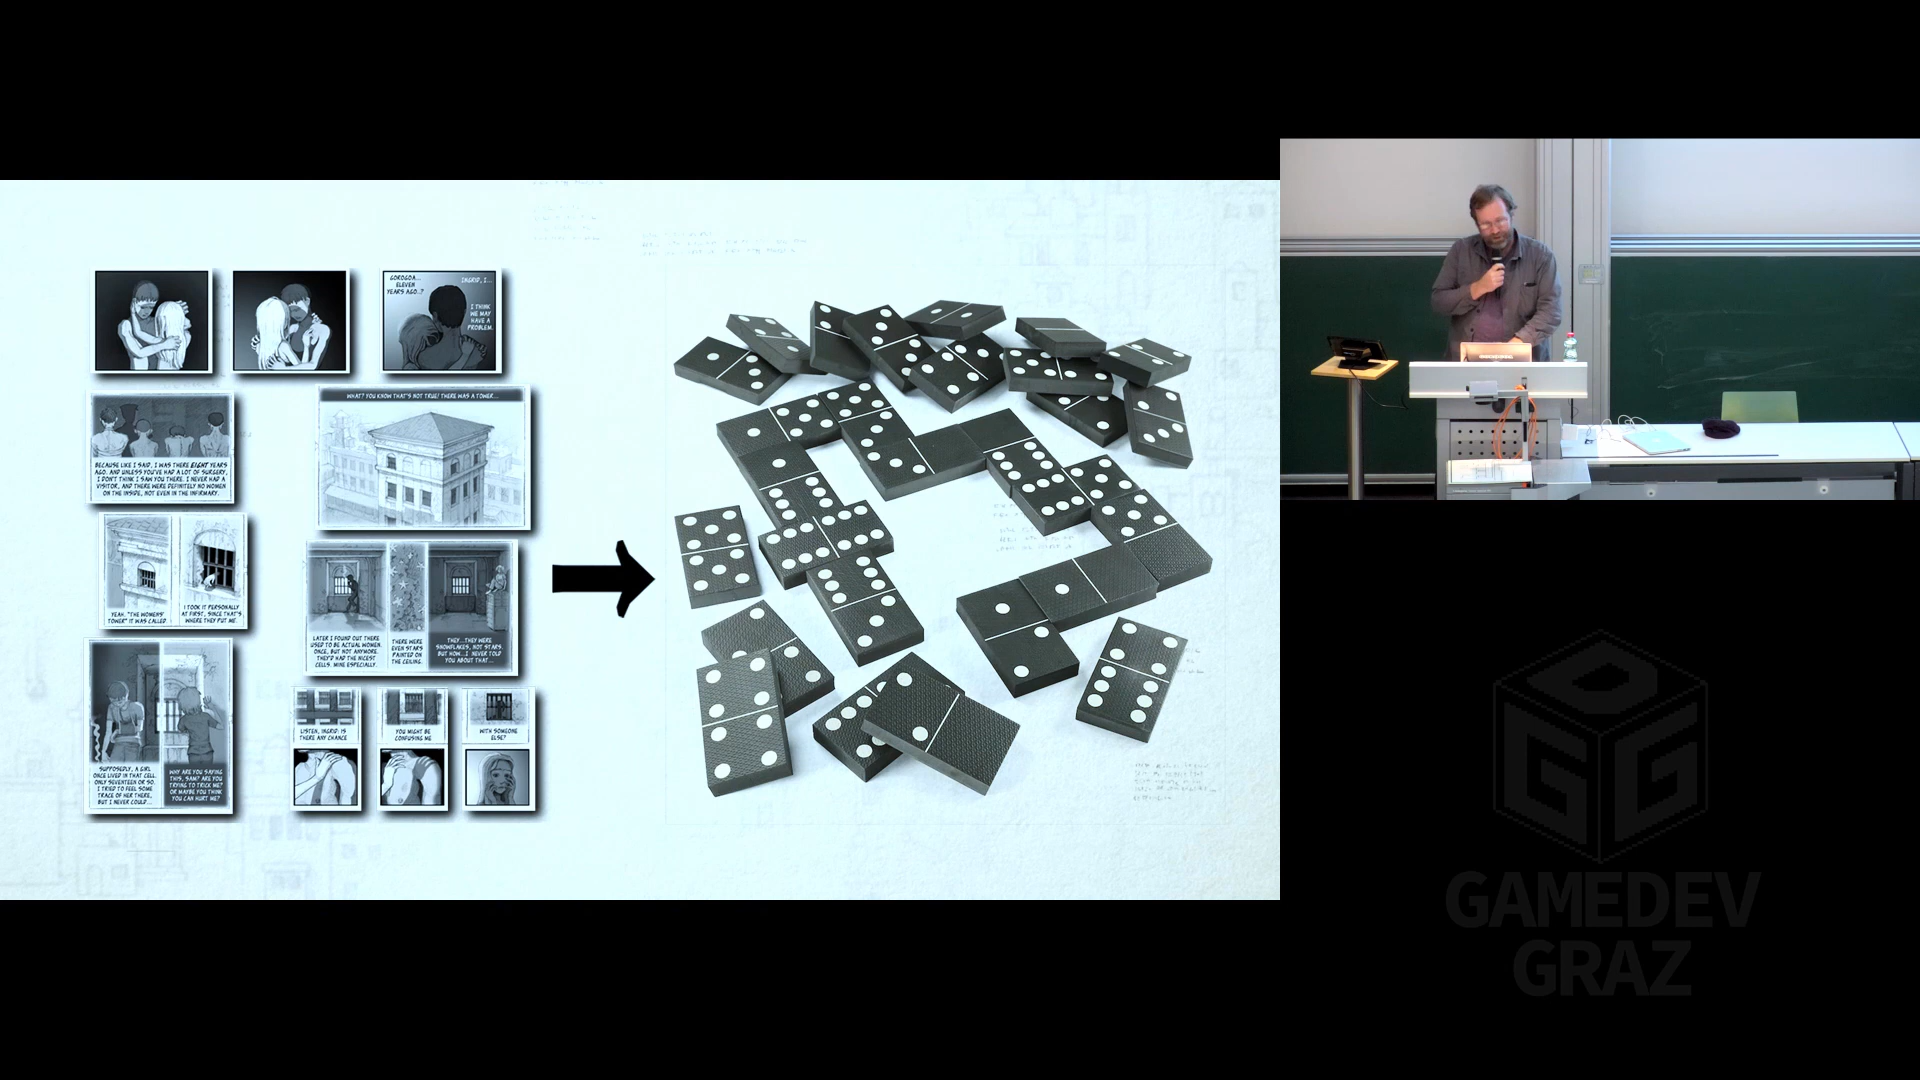 GOROGOA...
ELEVEN
YEARS AGO..?
INGRID, I...
I THINK
WE MAY
HAVE A
PROBLEM.
BECAUSE LIKE I SAID, I WAS THERE EIGHT YEARS
AGO. AND UNLESS YOU'VE HAD A LOT OF SURGERY,
I DON'T THINK I SAW YOU THERE. I NEVER HAD A
VISITOR, AND THERE WERE DEFINITELY NO WOMEN
ON THE INSIDE, NOT EVEN IN THE INFIRMARY.
WHAT? YOU KNOW THAT'S NOT TRUE! THERE WAS A TOWER...
YEAH. "THE WOMENS'
TOWER" IT WAS CALLED.
I TOOK IT PERSONALLY
AT FIRST, SINCE THAT'S
WHERE THEY PUT ME.
LATER I FOUND OUT THERE
USED TO BE ACTUAL WOMEN.
ONCE, BUT NOT ANYMORE.
THEY'D HAD THE NICEST
CELLS. MINE ESPECIALLY.
THERE WERE
EVEN STARS
PAINTED ON
THE CEILING.
THEY...THEY WERE
SNOWFLAKES, NOT STARS.
BUT HOW...I NEVER TOLD
YOU ABOUT THAT...
SUPPOSEDLY, A GIRL
ONCE LIVED IN THAT CELL.
ONLY SEVENTEEN OR SO.
I TRIED TO FEEL SOME
TRACE OF HER THERE,
BUT I NEVER COULD...
WHY ARE YOU SAYING
THIS, SAM? ARE YOU
TRYING TO TRICK ME?
OR MAYBE YOU THINK
YOU CAN HURT ME?
LISTEN, INGRID: IS
THERE ANY CHANCE
YOU MIGHT BE
CONFUSING ME
WITH SOMEONE
ELSE?
GDG
GAMEDEV
GRAZ